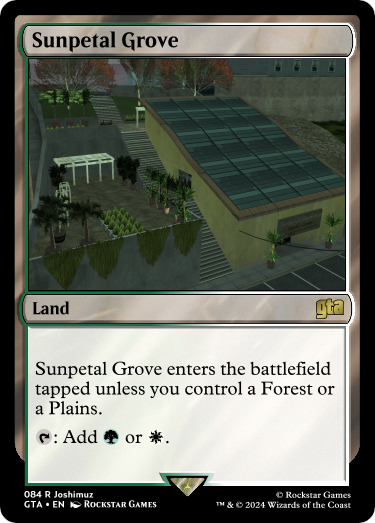 Sunpetal Grove
Land
gta
Sunpetal Grove enters the battlefield
tapped unless you control a Forest or
a Plains.
: Add or .
084 R Joshimuz
© Rockstar Games
GTA • EN Rockstar Games
™ & © 2024 Wizards of the Coast